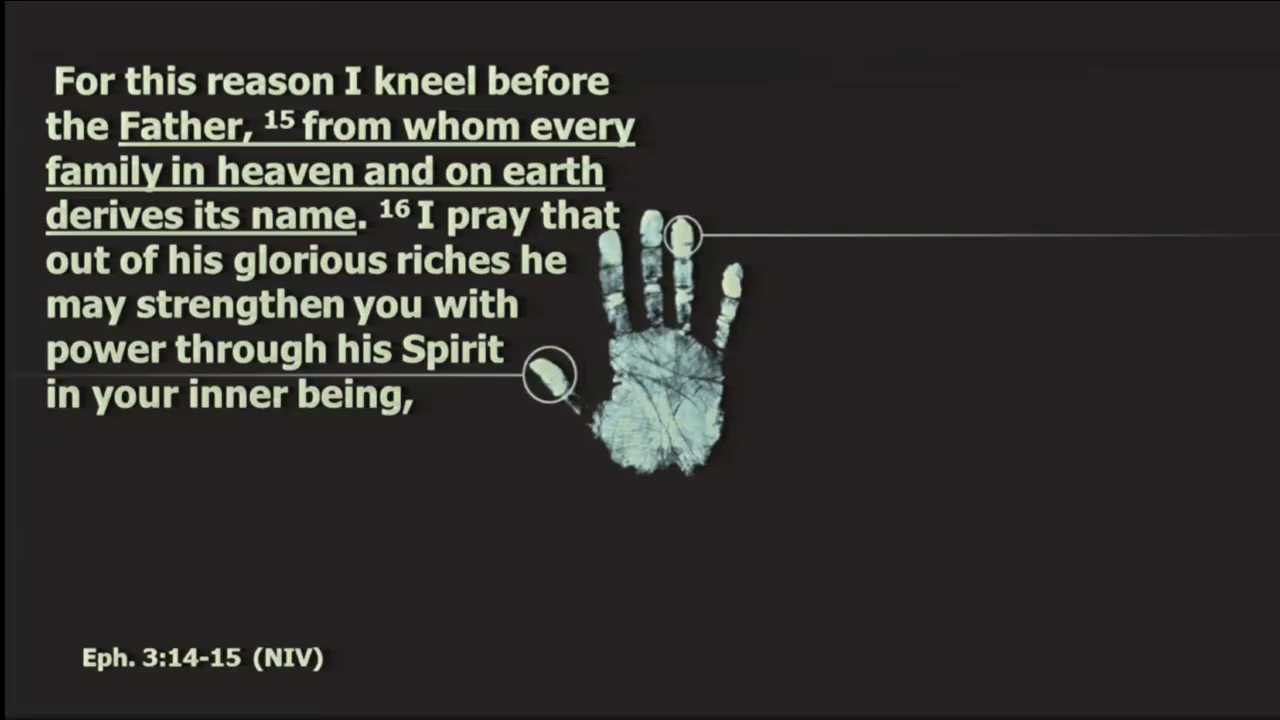 For this reason I kneel before
the Father, ¹⁵ from whom every
family in heaven and on earth
derives its name. ¹⁶ I pray that
out of his glorious riches he
may strengthen you with
power through his Spirit
in your inner being,
Eph. 3:14-15 (NIV)